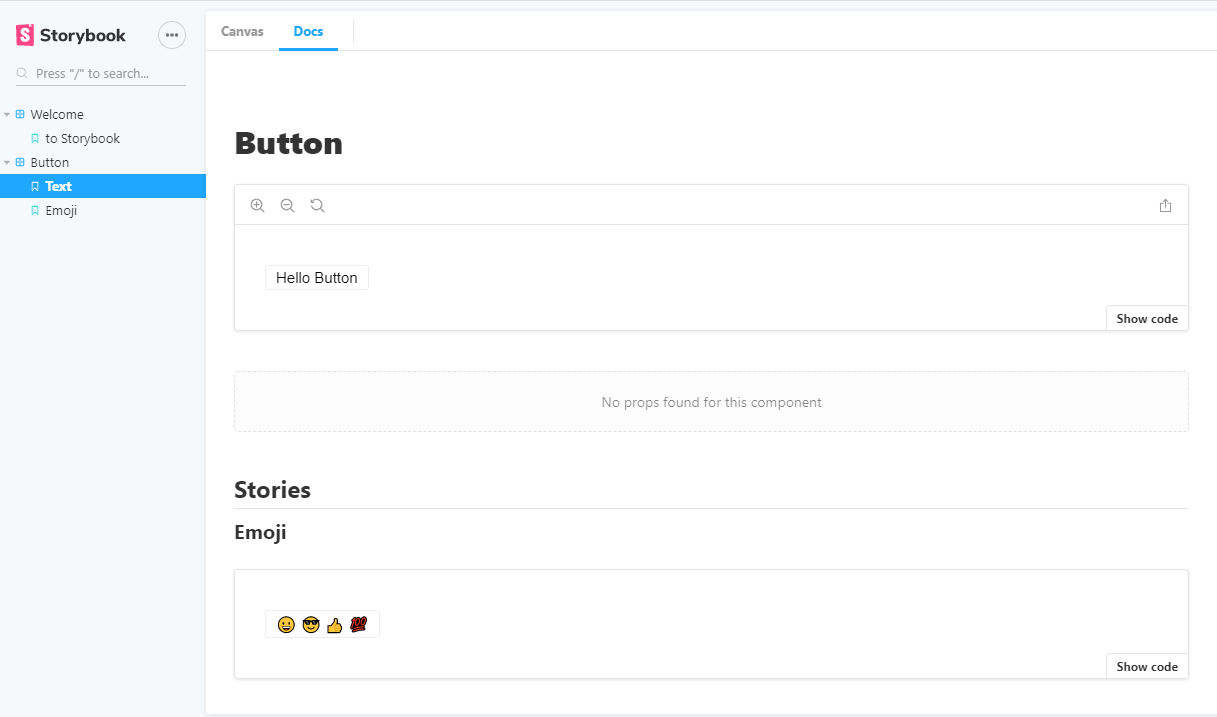 Storybook
Canvas
Docs
Press "/" to search...
Welcome
to Storybook
Button
Text
Emoji
Button
Hello Button
Show code
No props found for this component
Stories
Emoji
😀 😎 👍 💯
Show code